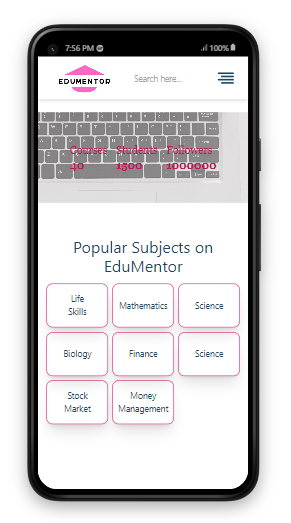 7:56 PM
100%
EDUMENTOR
Search here...
Courses Students Followers
40 1500 1000000
Popular Subjects on
EduMentor
Life
Skills
Mathematics
Science
Biology
Finance
Science
Stock
Market
Money
Management